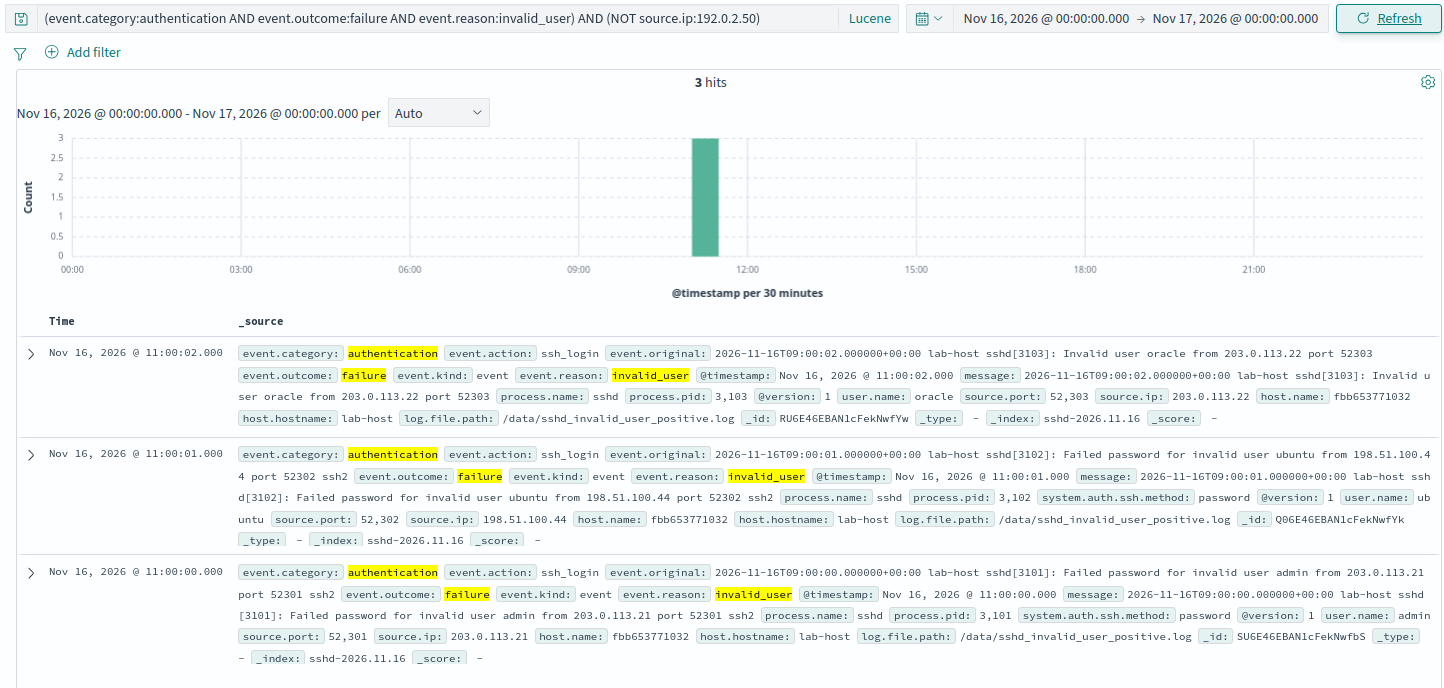 (event.category:authentication AND event.outcome:failure AND event.reason:invalid_user) AND (NOT source.ip:192.0.2.50) Lucene Nov 16, 2026 @ 00:00:00.000 → Nov 17, 2026 @ 00:00:00.000 Refresh
Add filter
3 hits
Nov 16, 2026 @ 00:00:00.000 - Nov 17, 2026 @ 00:00:00.000 per Auto
3
2.5
2
1.5
1
0.5
0
Count
00:00 03:00 06:00 09:00 12:00 15:00 18:00 21:00
@timestamp per 30 minutes
Time _source
Nov 16, 2026 @ 11:00:02.000 event.category: authentication event.action: ssh_login event.original: 2026-11-16T09:00:02.000000+00:00 lab-host sshd[3103]: Invalid user oracle from 203.0.113.22 port 52303
event.outcome: failure event.kind: event event.reason: invalid_user @timestamp: Nov 16, 2026 @ 11:00:02.000 message: 2026-11-16T09:00:02.000000+00:00 lab-host sshd[3103]: Invalid u
ser oracle from 203.0.113.22 port 52303 process.name: sshd process.pid: 3,103 @version: 1 user.name: oracle source.port: 52,303 source.ip: 203.0.113.22 host.name: fbb653771032
host.hostname: lab-host log.file.path: /data/sshd_invalid_user_positive.log _id: RU6E46EBAN1cFekNwfYw _type: - _index: sshd-2026.11.16 _score: -
Nov 16, 2026 @ 11:00:01.000 event.category: authentication event.action: ssh_login event.original: 2026-11-16T09:00:01.000000+00:00 lab-host sshd[3102]: Failed password for invalid user ubuntu from 198.51.100.4
4 port 52302 ssh2 event.outcome: failure event.kind: event event.reason: invalid_user @timestamp: Nov 16, 2026 @ 11:00:01.000 message: 2026-11-16T09:00:01.000000+00:00 lab-host ssh
d[3102]: Failed password for invalid user ubuntu from 198.51.100.44 port 52302 ssh2 process.name: sshd process.pid: 3,102 system.auth.ssh.method: password @version: 1 user.name: ub
untu source.port: 52,302 source.ip: 198.51.100.44 host.name: fbb653771032 host.hostname: lab-host log.file.path: /data/sshd_invalid_user_positive.log _id: Q06E46EBAN1cFekNwfYk
_type: - _index: sshd-2026.11.16 _score: -
Nov 16, 2026 @ 11:00:00.000 event.category: authentication event.action: ssh_login event.original: 2026-11-16T09:00:00.000000+00:00 lab-host sshd[3101]: Failed password for invalid user admin from 203.0.113.21
port 52301 ssh2 event.outcome: failure event.kind: event event.reason: invalid_user @timestamp: Nov 16, 2026 @ 11:00:00.000 message: 2026-11-16T09:00:00.000000+00:00 lab-host sshd
[3101]: Failed password for invalid user admin from 203.0.113.21 port 52301 ssh2 process.name: sshd process.pid: 3,101 system.auth.ssh.method: password @version: 1 user.name: admin
source.port: 52,301 source.ip: 203.0.113.21 host.name: fbb653771032 host.hostname: lab-host log.file.path: /data/sshd_invalid_user_positive.log _id: SU6E46EBAN1cFekNwfbS _type:
- _index: sshd-2026.11.16 _score: -